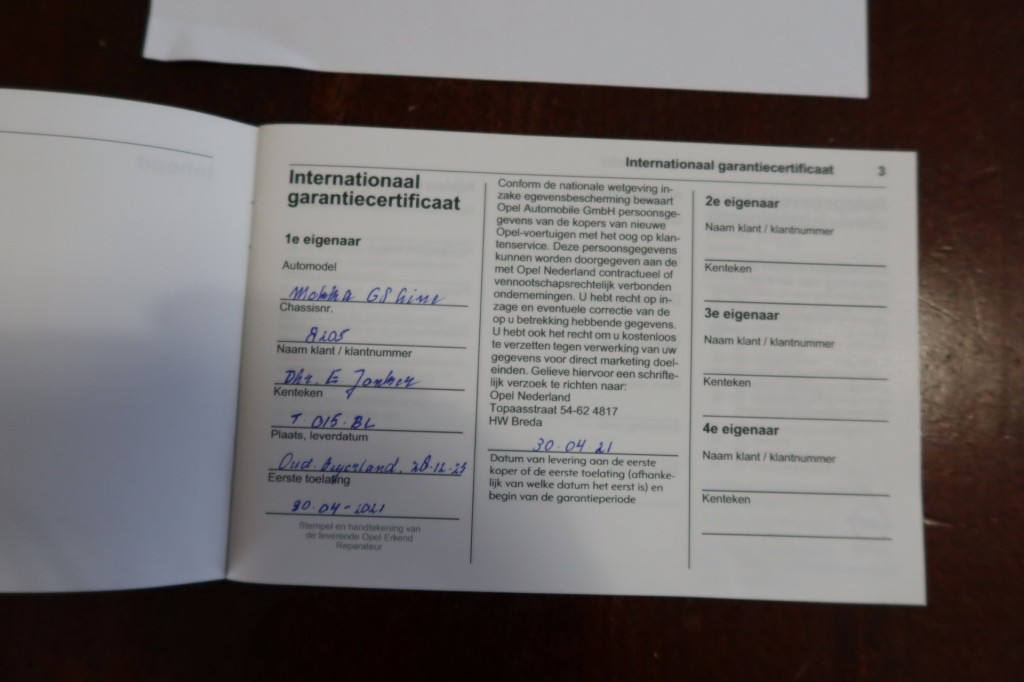 Internationaal garantiecertificaat 3
Internationaal
garantiecertificaat
1e eigenaar
Automodel
Mokka GS Line
Chassisnr.
8205
Naam klant / klantnummer
Dhr. E Jonker
Kenteken
T. 015. BL
Plaats, leverdatum
Oud. Beyerland, 28-12-23
Eerste toelating
30-04-2021
Stempel en handtekening van
de leverende Opel Erkend
Reparateur
Conform de nationale wetgeving in-
zake egevensbescherming bewaart
Opel Automobile GmbH persoonsge-
gevens van de kopers van nieuwe
Opel-voertuigen met het oog op klan-
tenservice. Deze persoonsgegevens
kunnen worden doorgegeven aan de
met Opel Nederland contractueel of
vennootschapsrechtelijk verbonden
ondernemingen. U hebt recht op in-
zage en eventuele correctie van de
op u betrekking hebbende gegevens.
U hebt ook het recht om u kostenloos
te verzetten tegen verwerking van uw
gegevens voor direct marketing doel-
einden. Gelieve hiervoor een schrifte-
lijk verzoek te richten naar:
Opel Nederland
Topaasstraat 54-62 4817
HW Breda
30-04 21
Datum van levering aan de eerste
koper of de eerste toelating (afhanke-
lijk van welke datum het eerst is) en
begin van de garantieperiode
2e eigenaar
Naam klant / klantnummer
Kenteken
3e eigenaar
Naam klant / klantnummer
Kenteken
4e eigenaar
Naam klant / klantnummer
Kenteken